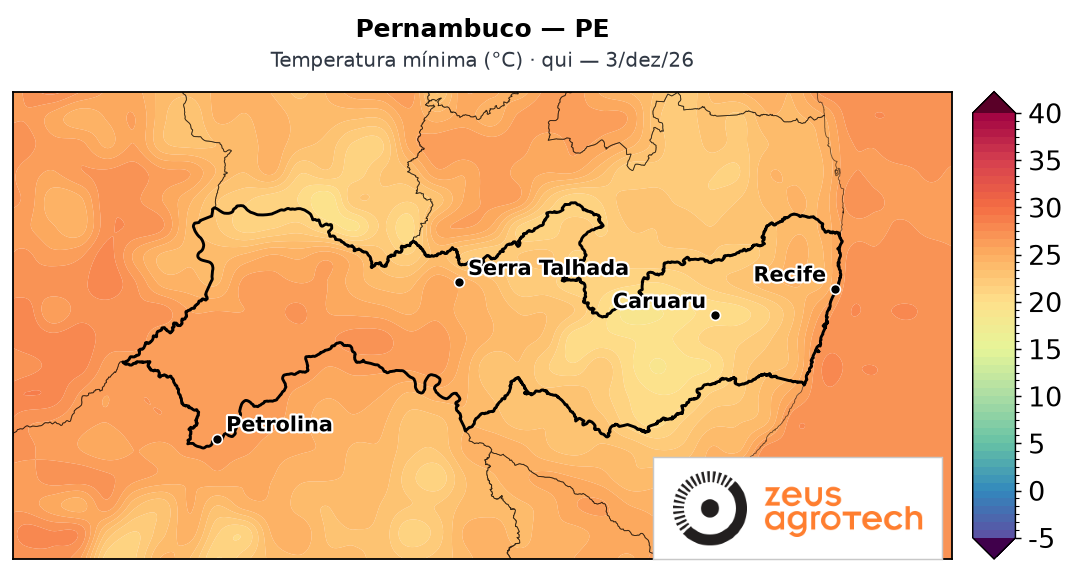 Pernambuco — PE
Temperatura mínima (°C) · qui — 3/dez/26
Serra Talhada
Recife
Caruaru
Petrolina
40
35
30
25
20
15
10
5
0
-5
zeus
agrotech